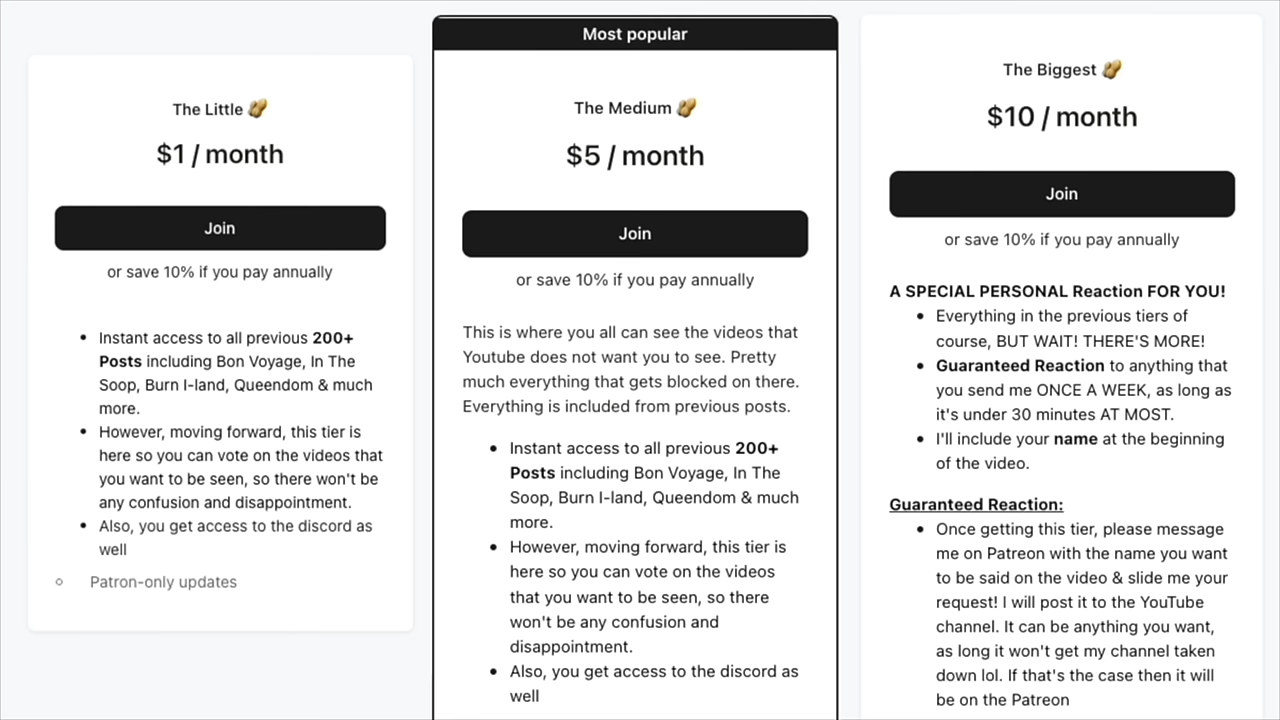 The Little 🥜
$1 / month
Join
or save 10% if you pay annually
• Instant access to all previous 200+
Posts including Bon Voyage, In The
Soop, Burn I-land, Queendom & much
more.
• However, moving forward, this tier is
here so you can vote on the videos that
you want to be seen, so there won't be
any confusion and disappointment.
• Also, you get access to the discord as
well
○ Patron-only updates
Most popular
The Medium 🥜
$5 / month
Join
or save 10% if you pay annually
This is where you all can see the videos that
Youtube does not want you to see. Pretty
much everything that gets blocked on there.
Everything is included from previous posts.
• Instant access to all previous 200+
Posts including Bon Voyage, In The
Soop, Burn I-land, Queendom & much
more.
• However, moving forward, this tier is
here so you can vote on the videos
that you want to be seen, so there
won't be any confusion and
disappointment.
• Also, you get access to the discord as
well
The Biggest 🥜
$10 / month
Join
or save 10% if you pay annually
A SPECIAL PERSONAL Reaction FOR YOU!
• Everything in the previous tiers of
course, BUT WAIT! THERE'S MORE!
• Guaranteed Reaction to anything that
you send me ONCE A WEEK, as long as
it's under 30 minutes AT MOST.
• I'll include your name at the beginning
of the video.
Guaranteed Reaction:
• Once getting this tier, please message
me on Patreon with the name you want
to be said on the video & slide me your
request! I will post it to the YouTube
channel. It can be anything you want,
as long it won't get my channel taken
down lol. If that's the case then it will
be on the Patreon